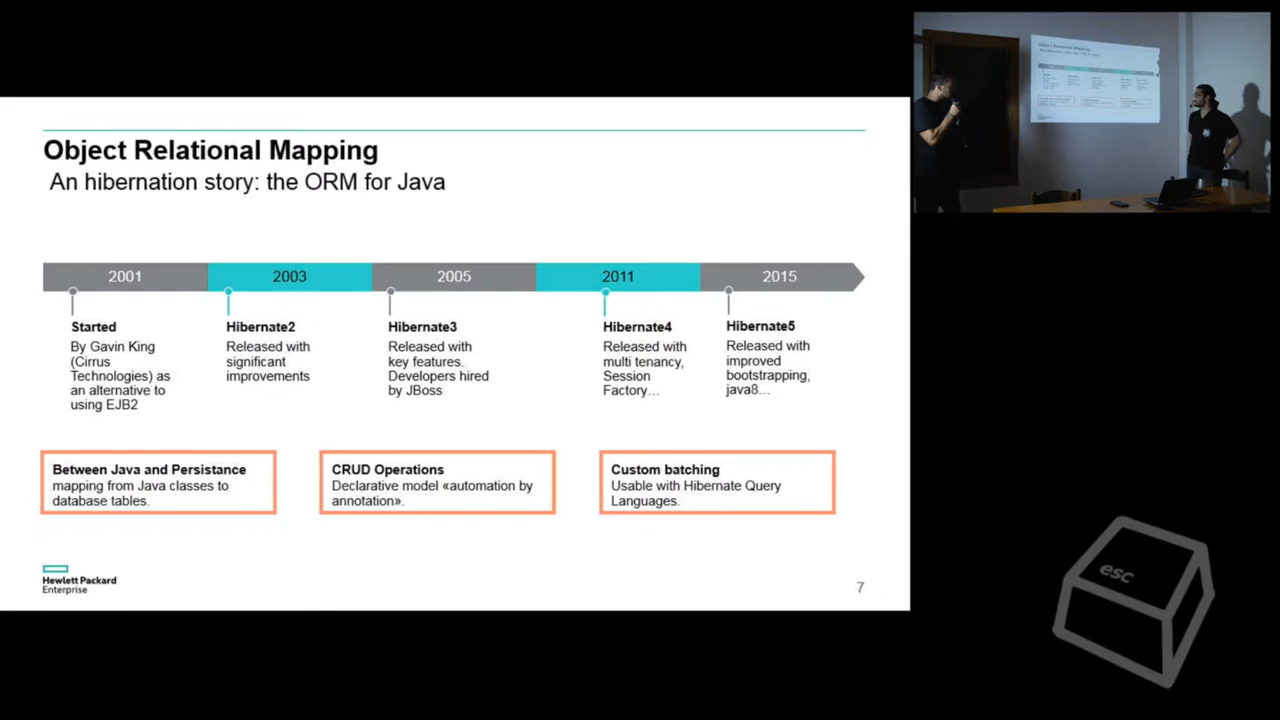 Object Relational Mapping
An hibernation story: the ORM for Java
2001
2003
2005
2011
2015
Started
By Gavin King
(Cirrus
Technologies) as
an alternative to
using EJB2
Hibernate2
Released with
significant
improvements
Hibernate3
Released with
key features.
Developers hired
by JBoss
Hibernate4
Released with
multi tenancy,
Session
Factory…
Hibernate5
Released with
improved
bootstrapping,
java8…
Between Java and Persistance
mapping from Java classes to
database tables.
CRUD Operations
Declarative model «automation by
annotation».
Custom batching
Usable with Hibernate Query
Languages.
Hewlett Packard
Enterprise
7
esc
Object Relational Mapping